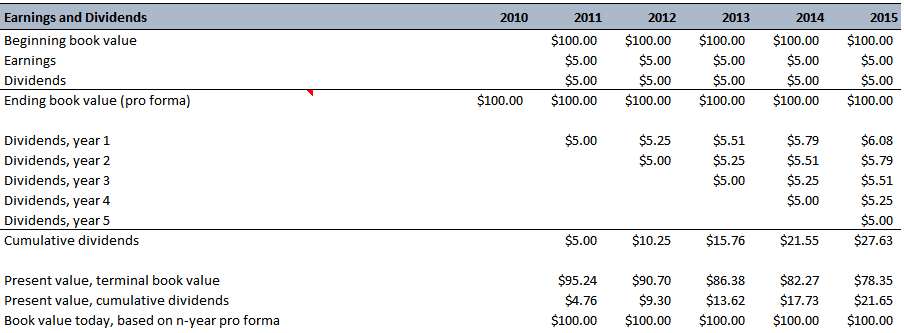 Earnings and Dividends 2010 2011 2012 2013 2014 2015
Beginning book value $100.00 $100.00 $100.00 $100.00 $100.00
Earnings $5.00 $5.00 $5.00 $5.00 $5.00
Dividends $5.00 $5.00 $5.00 $5.00 $5.00
Ending book value (pro forma) $100.00 $100.00 $100.00 $100.00 $100.00 $100.00
Dividends, year 1 $5.00 $5.25 $5.51 $5.79 $6.08
Dividends, year 2 $5.00 $5.25 $5.51 $5.79
Dividends, year 3 $5.00 $5.25 $5.51
Dividends, year 4 $5.00 $5.25
Dividends, year 5 $5.00
Cumulative dividends $5.00 $10.25 $15.76 $21.55 $27.63
Present value, terminal book value $95.24 $90.70 $86.38 $82.27 $78.35
Present value, cumulative dividends $4.76 $9.30 $13.62 $17.73 $21.65
Book value today, based on n-year pro forma $100.00 $100.00 $100.00 $100.00 $100.00